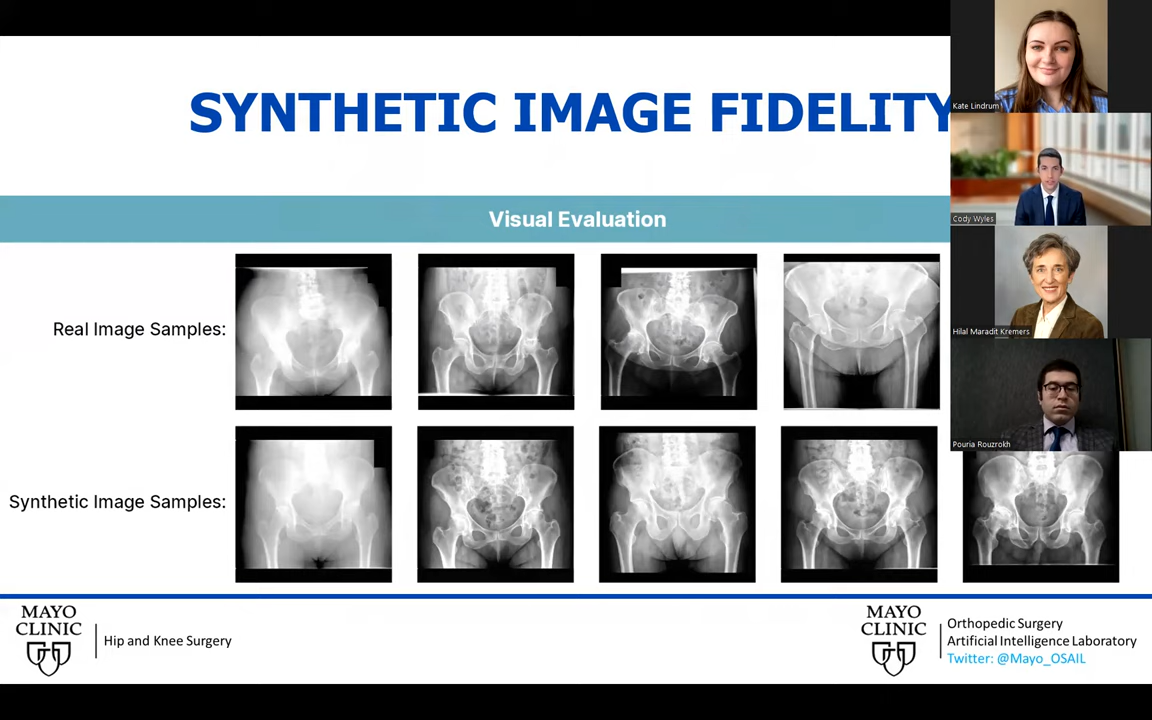 SYNTHETIC IMAGE FIDELITY
Visual Evaluation
Real Image Samples:
Synthetic Image Samples:
MAYO
CLINIC
Hip and Knee Surgery
MAYO
CLINIC
Orthopedic Surgery
Artificial Intelligence Laboratory
Twitter: @Mayo_OSAIL
Kate Lindrum
Cody Wyles
Hilal Maradit Kremers
Pouria Rouzrokh